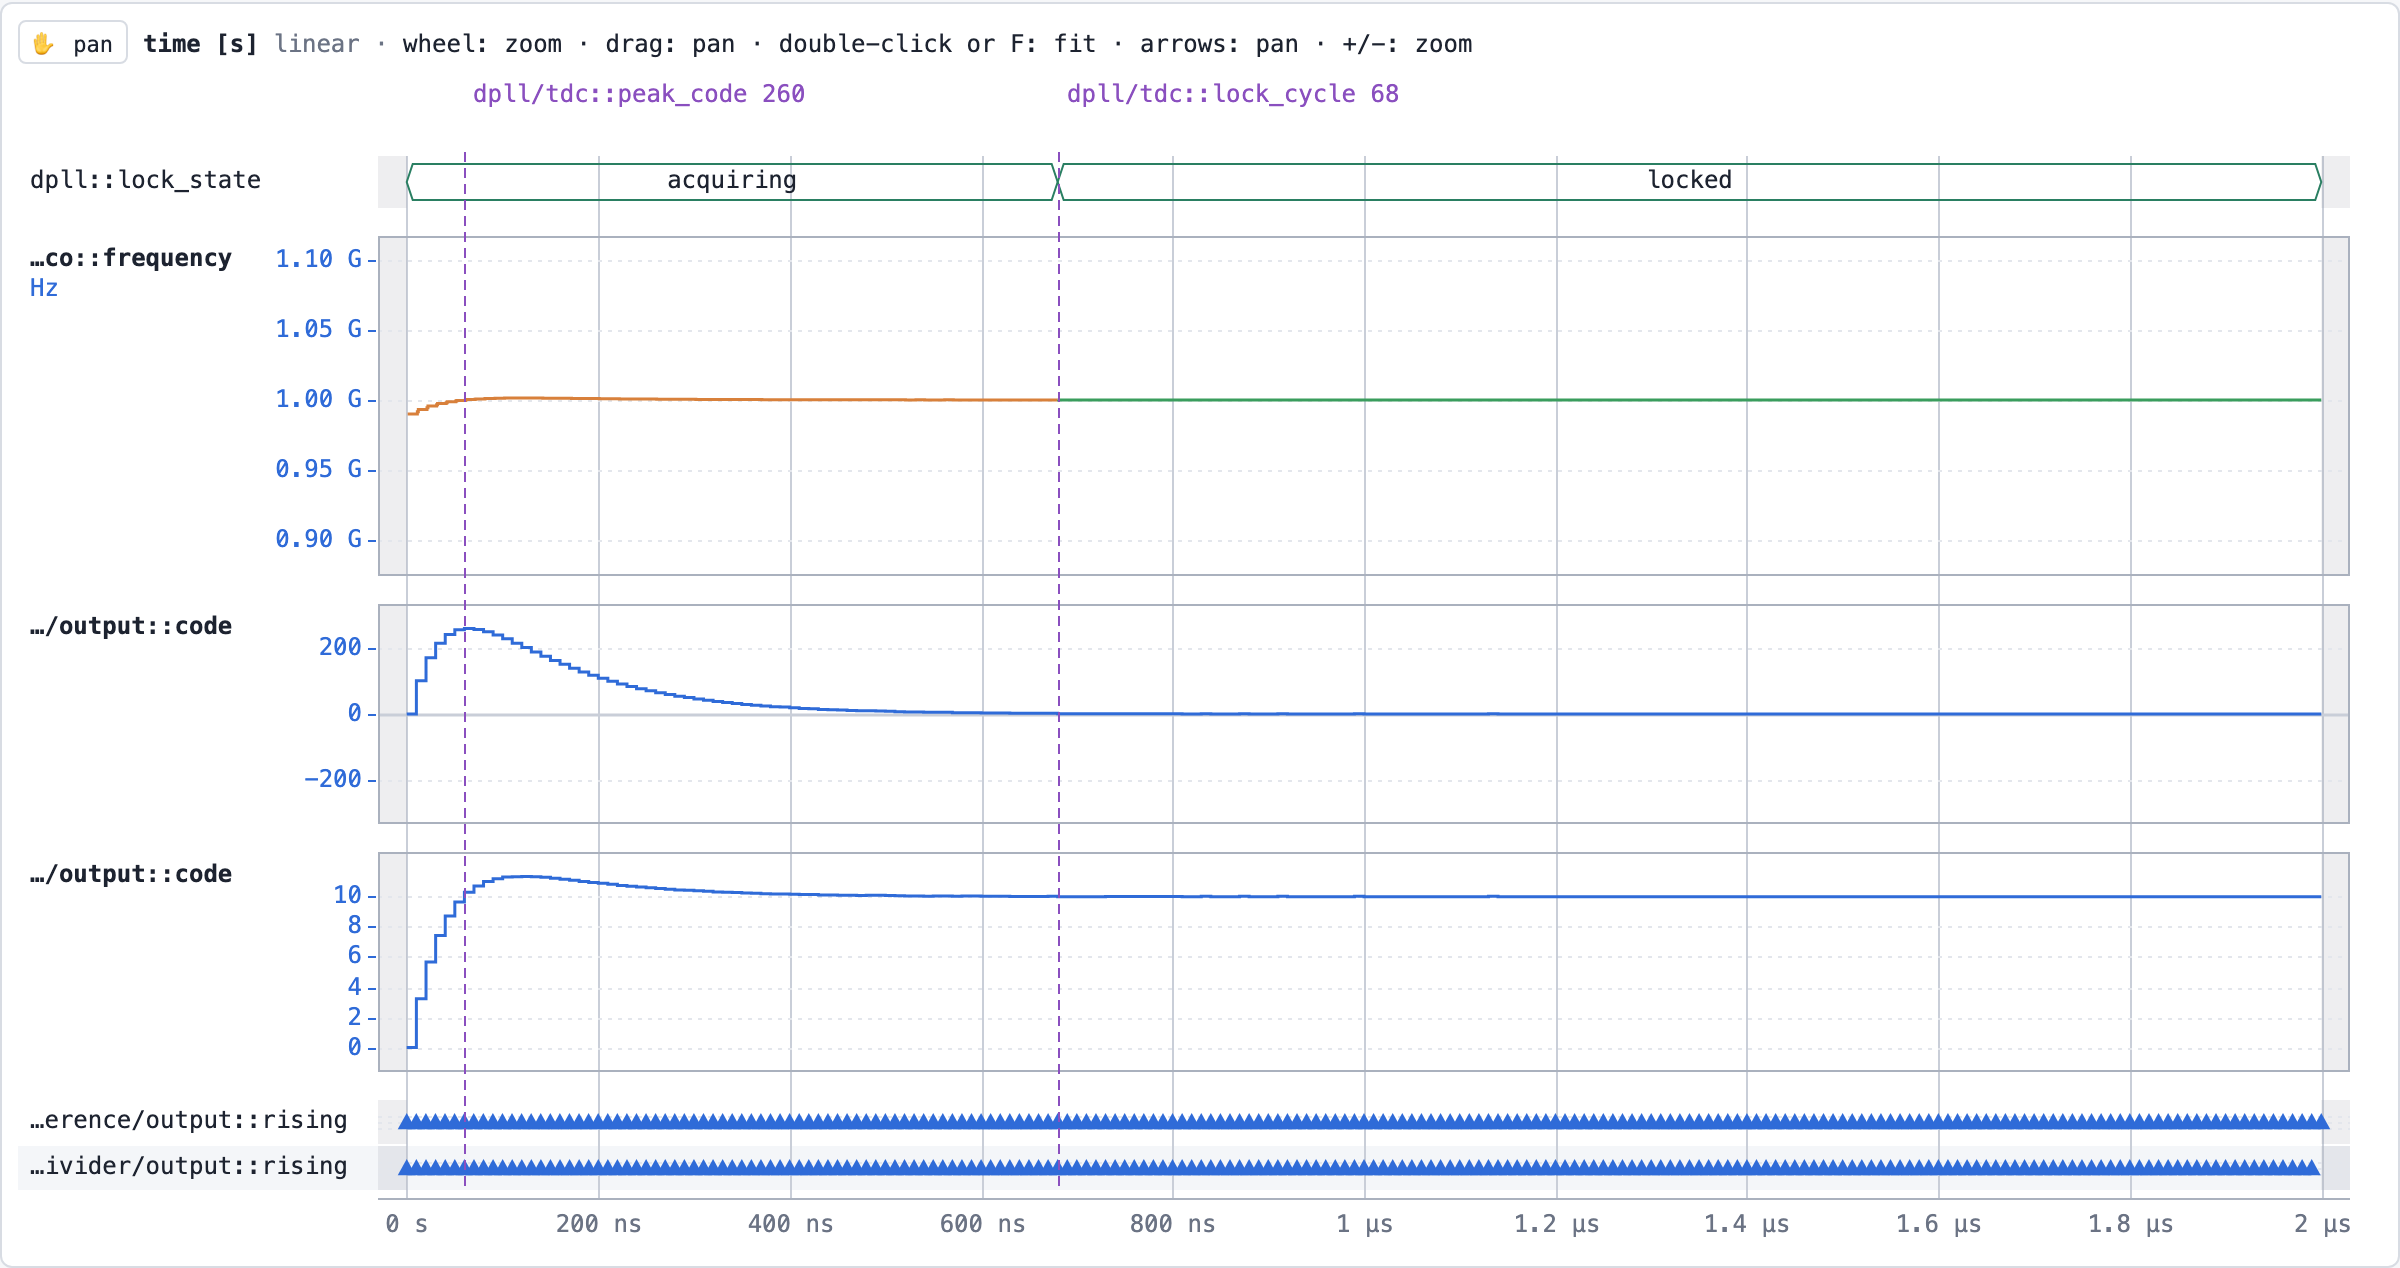 ✋ pan time [s] linear · wheel: zoom · drag: pan · double-click or F: fit · arrows: pan · +/-: zoom
dpll/tdc::peak_code 260 dpll/tdc::lock_cycle 68
dpll::lock_state acquiring locked
…co::frequency 1.10 G
Hz
1.05 G
1.00 G
0.95 G
0.90 G
…/output::code
200
0
−200
…/output::code
10
8
6
4
2
0
…erence/output::rising
…ivider/output::rising
0 s 200 ns 400 ns 600 ns 800 ns 1 µs 1.2 µs 1.4 µs 1.6 µs 1.8 µs 2 µs